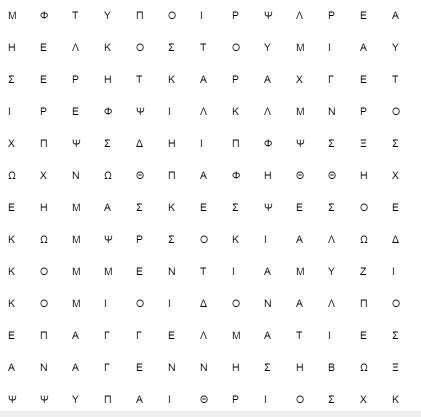 Μ Φ Τ Υ Π Ο Ι Ρ Ψ Λ Ρ Ε Α
Η Ε Λ Κ Ο Σ Τ Ο Υ Μ Ι Α Υ
Σ Ε Ρ Η Τ Κ Α Ρ Α Χ Γ Ε Τ
Ι Ρ Ε Φ Ψ Ι Λ Κ Λ Μ Ν Ρ Ο
Χ Π Ψ Σ Δ Η Ι Π Φ Ψ Σ Ξ Σ
Ω Χ Ν Ω Θ Π Α Φ Η Θ Θ Η Χ
Ε Η Μ Α Σ Κ Ε Σ Ψ Ε Σ Ο Ε
Κ Ω Μ Ψ Ρ Σ Ο Κ Ι Α Λ Ω Δ
Κ Ο Μ Μ Ε Ν Τ Ι Α Μ Υ Ζ Ι
Κ Ο Μ Ι Ο Ι Δ Ο Ν Α Λ Π Ο
Ε Π Α Γ Γ Ε Λ Μ Α Τ Ι Ε Σ
Α Ν Α Γ Ε Ν Ν Η Σ Η Β Ω Ξ
Ψ Ψ Υ Π Α Ι Θ Ρ Ι Ο Σ Χ Κ